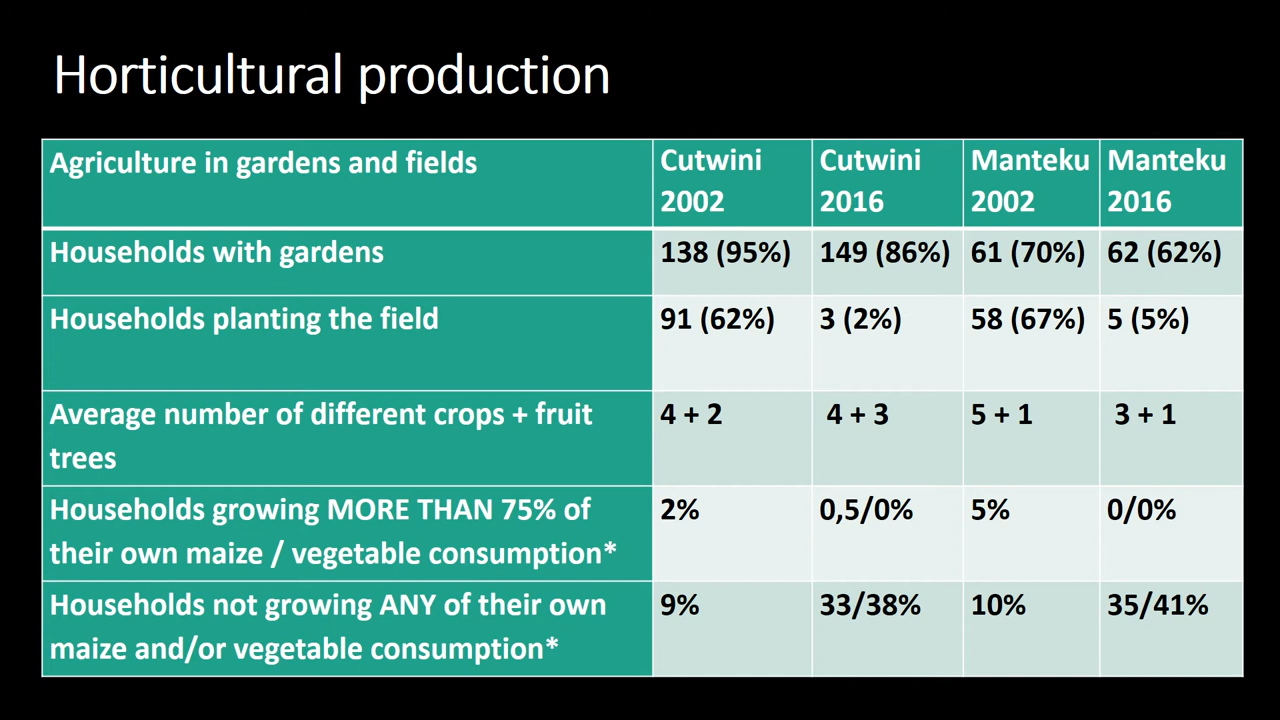 Horticultural production
Agriculture in gardens and fields
Cutwini
2002
Cutwini
2016
Manteku
2002
Manteku
2016
Households with gardens
138 (95%)
149 (86%)
61 (70%)
62 (62%)
Households planting the field
91 (62%)
3 (2%)
58 (67%)
5 (5%)
Average number of different crops + fruit
trees
4 + 2
4 + 3
5 + 1
3 + 1
Households growing MORE THAN 75% of
their own maize / vegetable consumption*
2%
0,5/0%
5%
0/0%
Households not growing ANY of their own
maize and/or vegetable consumption*
9%
33/38%
10%
35/41%